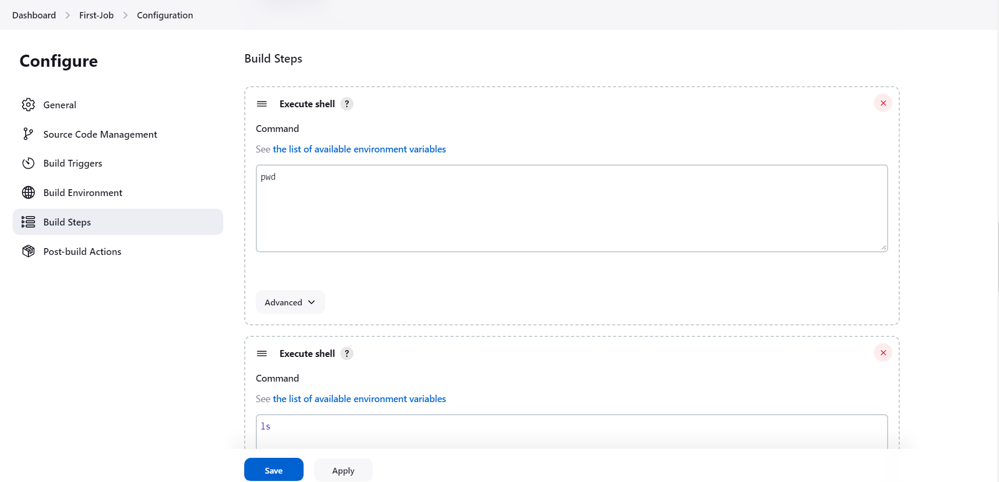 Dashboard > First-Job > Configuration
Configure
General
Source Code Management
Build Triggers
Build Environment
Build Steps
Post-build Actions
Build Steps
Execute shell ?
Command
See the list of available environment variables
pwd
Advanced
Execute shell ?
Command
See the list of available environment variables
ls
Save Apply